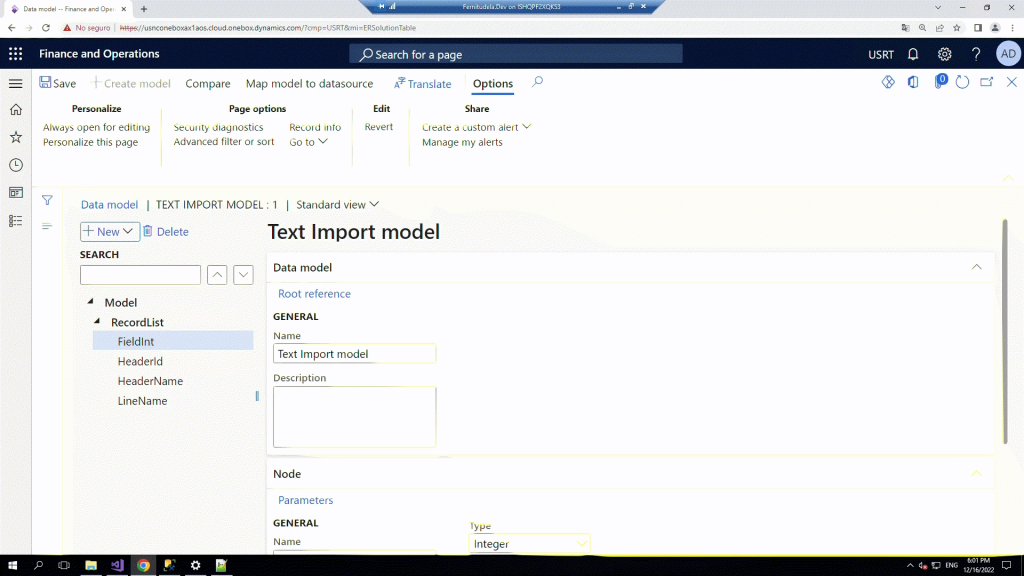 Data model -- Finance and Oper
Femitudela.Dev on ISHQPFZXQKS3
No seguro
https://usnconeboxax1aos.cloud.onebox.dynamics.com/?cmp=USRT&mi=ERSolutionTable
Finance and Operations
Search for a page
USRT
AD
Save
Create model
Compare
Map model to datasource
Translate
Options
0
Personalize
Page options
Edit
Share
Always open for editing
Security diagnostics
Record info
Revert
Create a custom alert
Personalize this page
Advanced filter or sort
Go to
Manage my alerts
Data model | TEXT IMPORT MODEL : 1 | Standard view
New
Delete
Text Import model
SEARCH
Data model
Root reference
Model
RecordList
FieldInt
HeaderId
HeaderName
LineName
GENERAL
Name
Text Import model
Description
Node
Parameters
GENERAL
Type
Name
Integer
ENG
6:01 PM
12/16/2022